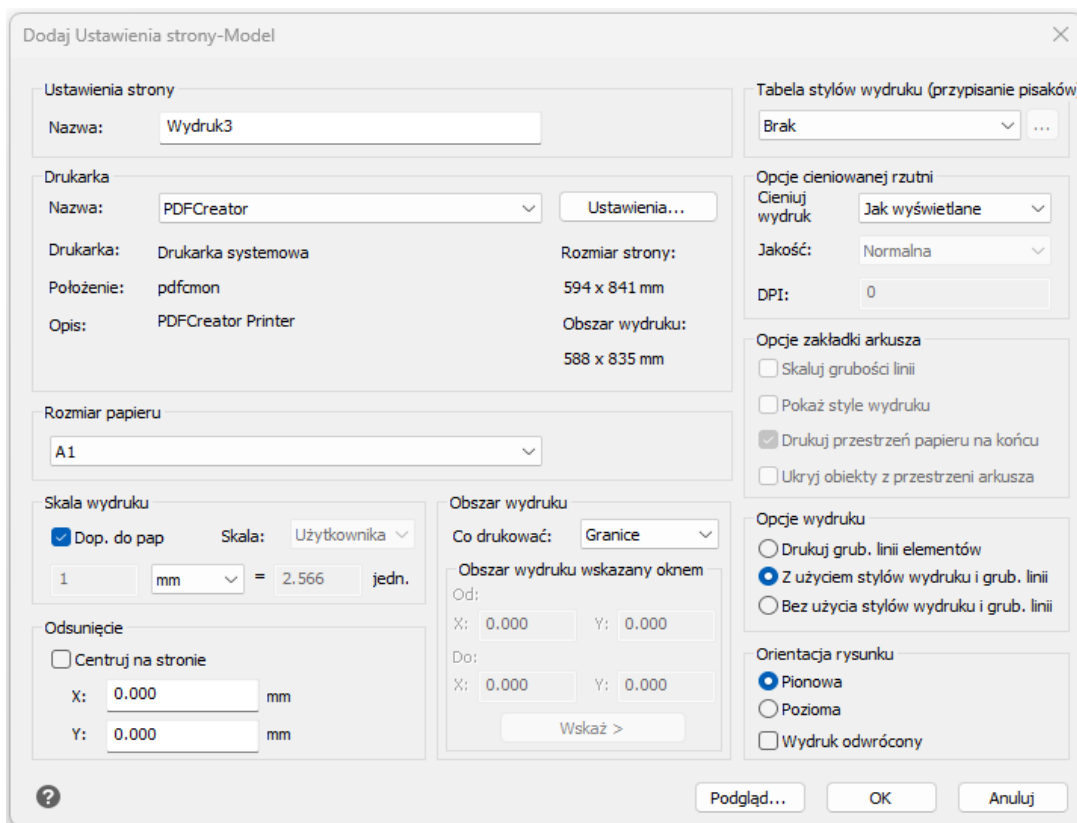 Dodaj Ustawienia strony-Model
Ustawienia strony
Nazwa: Wydruk3
Drukarka
Nazwa: PDFCreator Ustawienia...
Drukarka: Drukarka systemowa Rozmiar strony:
Położenie: pdfcmon 594 x 841 mm
Opis: PDFCreator Printer Obszar wydruku:
588 x 835 mm
Rozmiar papieru
A1
Skala wydruku
Dop. do pap Skala: Użytkownika
1 mm = 2.566 jedn.
Odsunięcie
Centruj na stronie
X: 0.000 mm
Y: 0.000 mm
Obszar wydruku
Co drukować: Granice
Obszar wydruku wskazany oknem
Od:
X: 0.000 Y: 0.000
Do:
X: 0.000 Y: 0.000
Wskaż >
Tabela stylów wydruku (przypisanie pisaków
Brak ...
Opcje cieniowanej rzutni
Cieniuj
wydruk Jak wyświetlane
Jakość: Normalna
DPI: 0
Opcje zakładki arkusza
Skaluj grubości linii
Pokaż style wydruku
Drukuj przestrzeń papieru na końcu
Ukryj obiekty z przestrzeni arkusza
Opcje wydruku
Drukuj grub. linii elementów
Z użyciem stylów wydruku i grub. linii
Bez użycia stylów wydruku i grub. linii
Orientacja rysunku
Pionowa
Pozioma
Wydruk odwrócony
? Podgląd... OK Anuluj